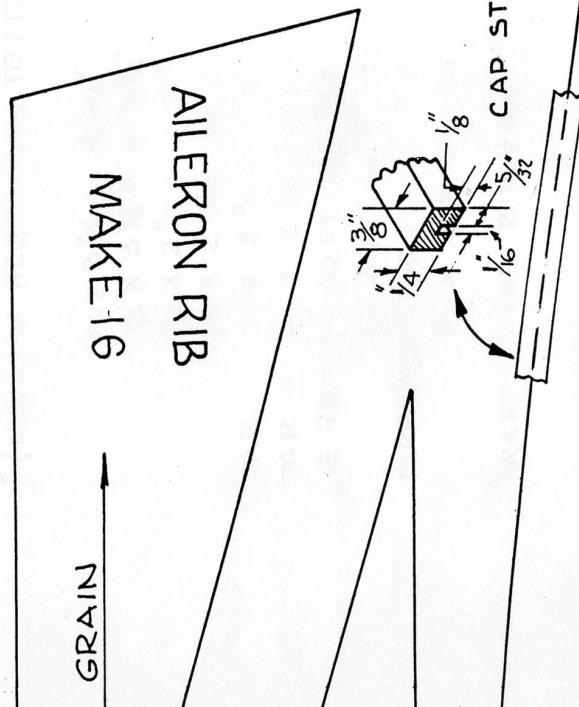 AILERON RIB
MAKE-16
GRAIN
3/8"
1/8"
1/4"
5/32"
1/16"
CAP ST